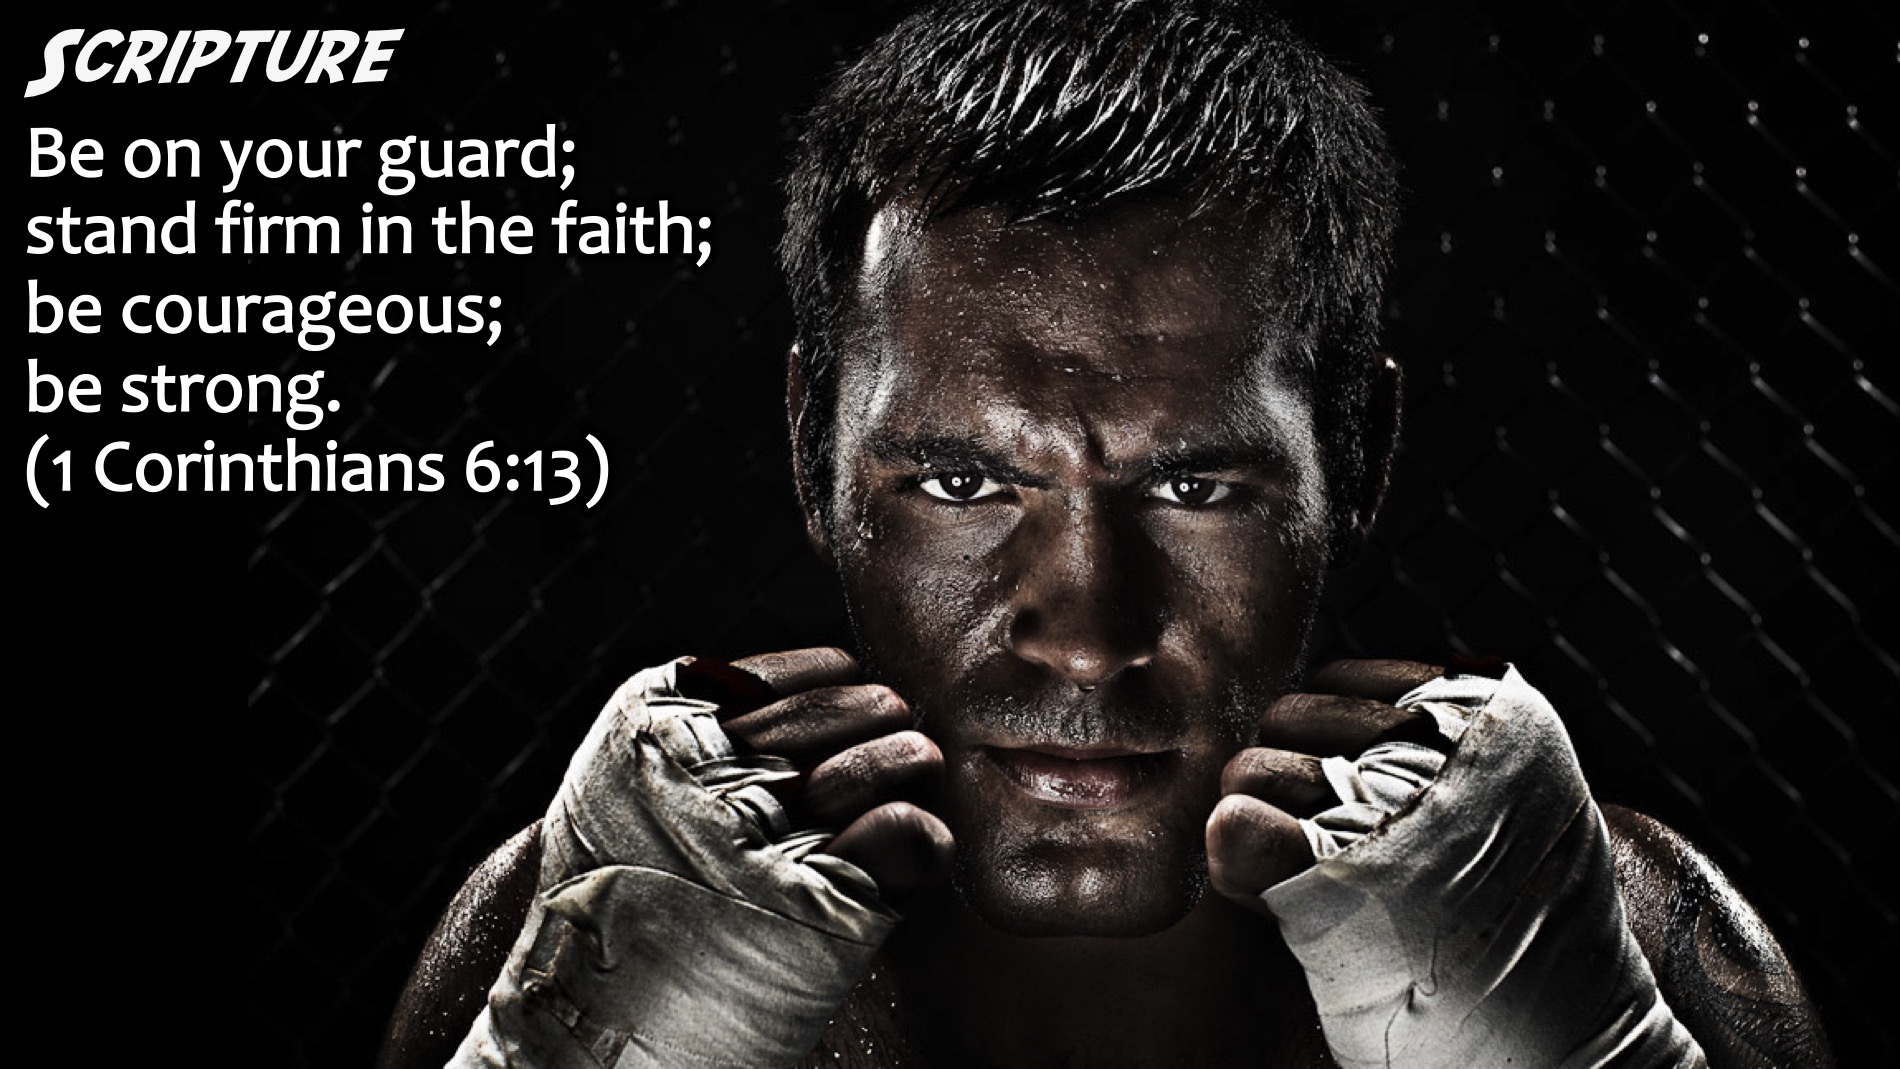 SCRIPTURE
Be on your guard;
stand firm in the faith;
be courageous;
be strong.
(1 Corinthians 6:13)